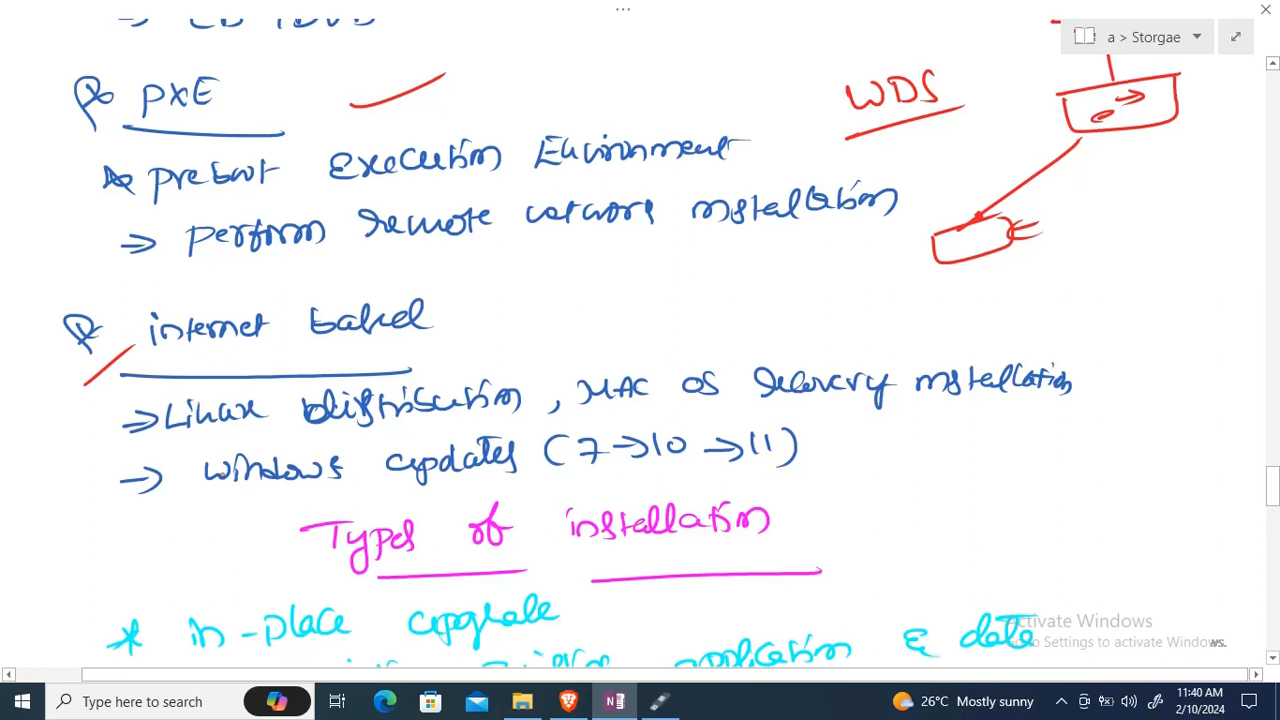 a > Storgae
PXE
WDS
preboot Execution Environment
⇒ perform remote network installation
internet based
⇒ Linux distribution, MAC OS recovery installation
⇒ windows updates (7→10→11)
Types of installation
* in-place upgrade
application & data
Activate Windows
Go to Settings to activate Windows.
Type here to search
26°C Mostly sunny
11:40 AM
2/10/2024